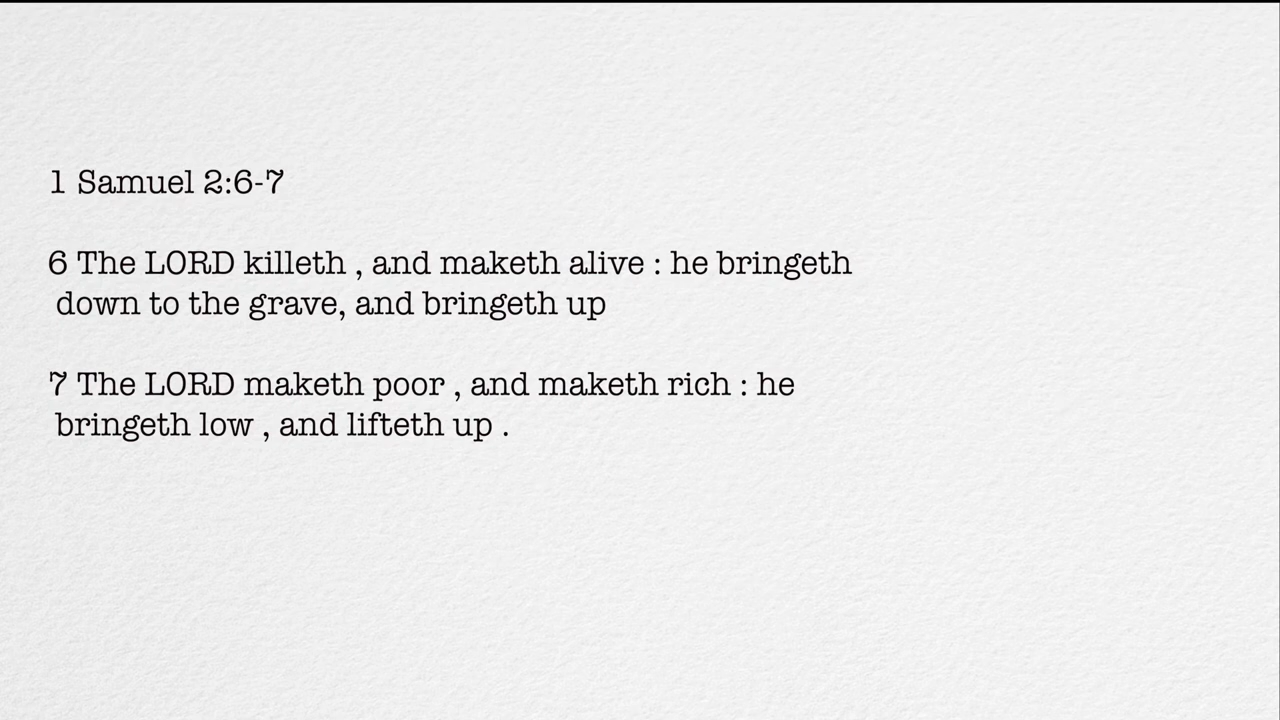 1 Samuel 2:6-7
6 The LORD killeth , and maketh alive : he bringeth
down to the grave, and bringeth up
7 The LORD maketh poor , and maketh rich : he
bringeth low , and lifteth up .